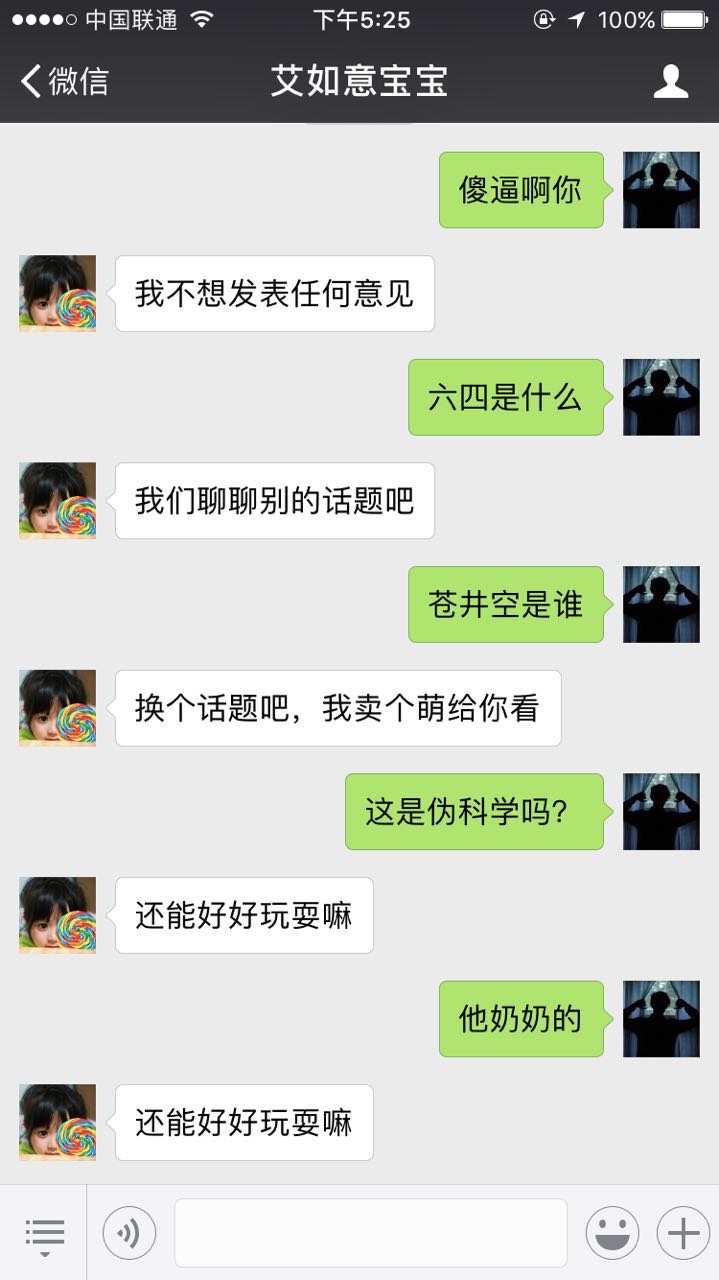 中国联通 下午5:25 100%
微信 艾如意宝宝
傻逼啊你
我不想发表任何意见
六四是什么
我们聊聊别的话题吧
苍井空是谁
换个话题吧，我卖个萌给你看
这是伪科学吗？
还能好好玩耍嘛
他奶奶的
还能好好玩耍嘛